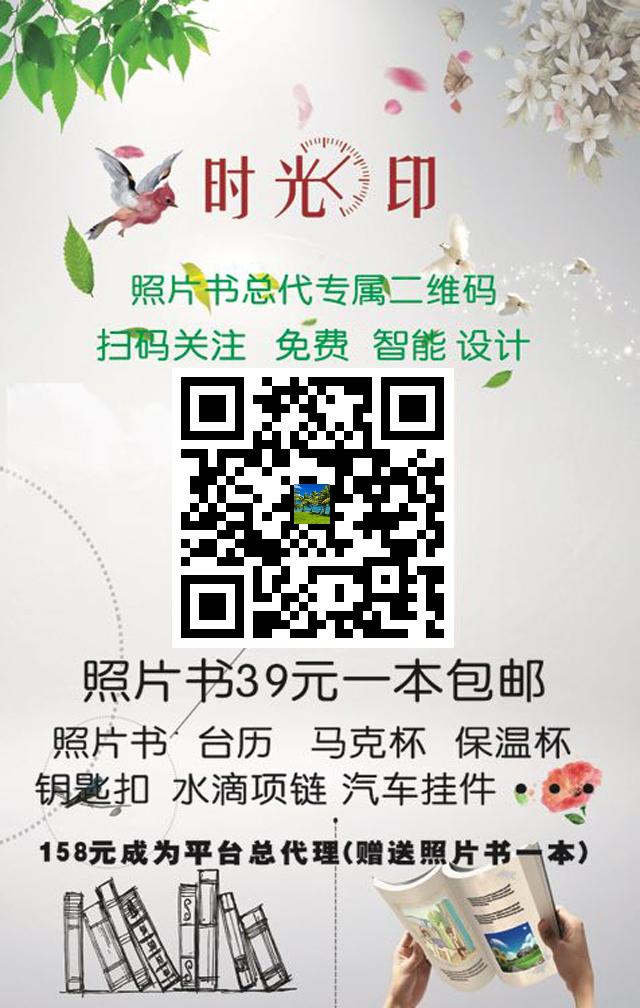 时光印
照片书总代专属二维码
扫码关注 免费 智能 设计
照片书39元一本包邮
照片书 台历 马克杯 保温杯
钥匙扣 水滴项链 汽车挂件
158元成为平台总代理(赠送照片书一本)